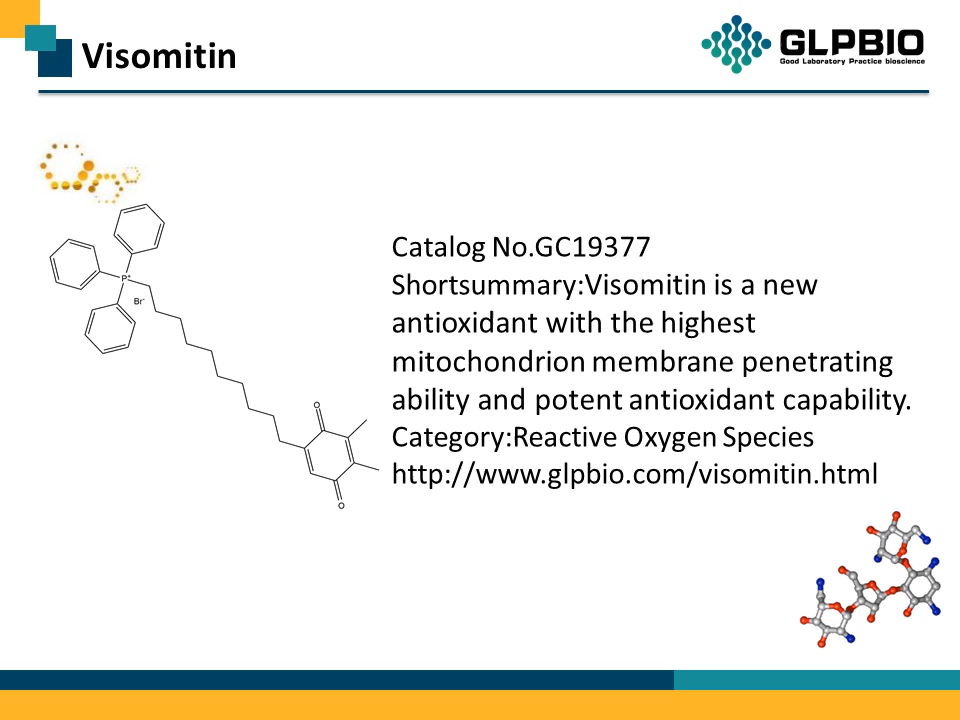 Visomitin
GLPBIO
Good Laboratory Practice bioscience
P+
Br-
O
O
Catalog No.GC19377
Shortsummary:Visomitin is a new
antioxidant with the highest
mitochondrion membrane penetrating
ability and potent antioxidant capability.
Category:Reactive Oxygen Species
http://www.glpbio.com/visomitin.html